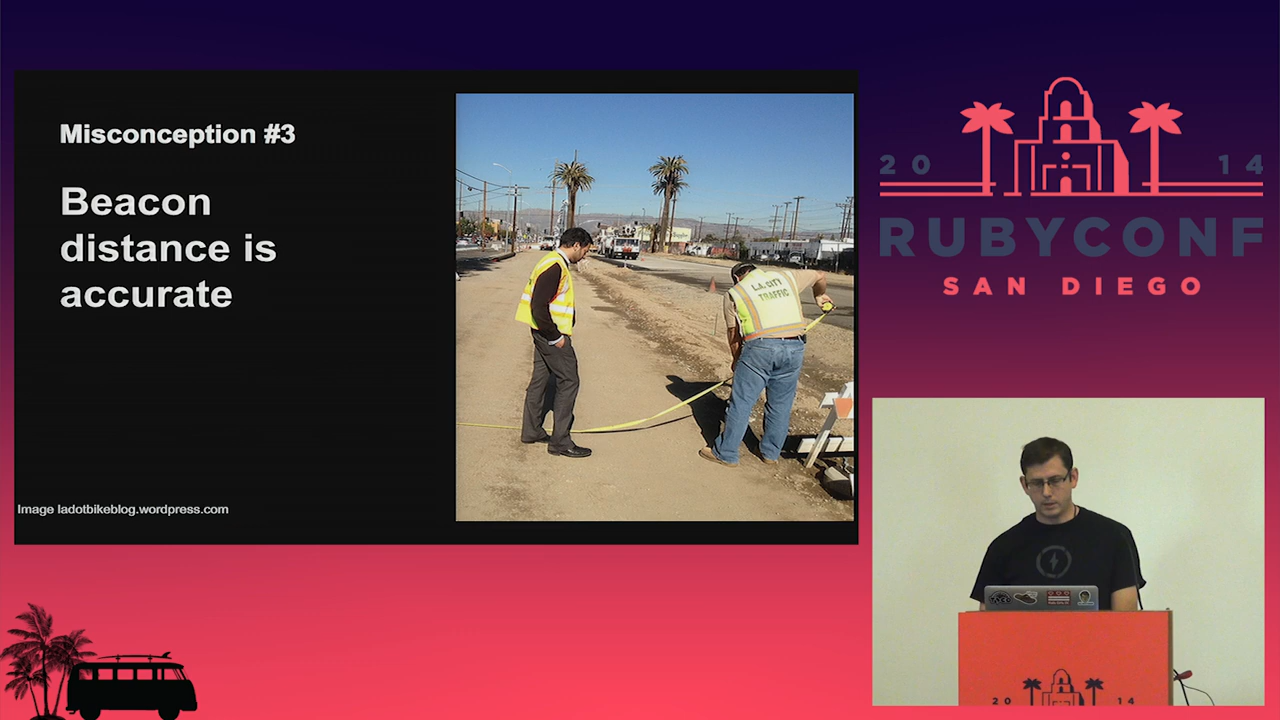 Misconception #3
Beacon
distance is
accurate
L.A. CITY
TRAFFIC
Image ladotbikeblog.wordpress.com
20 14
RUBYCONF
SAN DIEGO
20 14